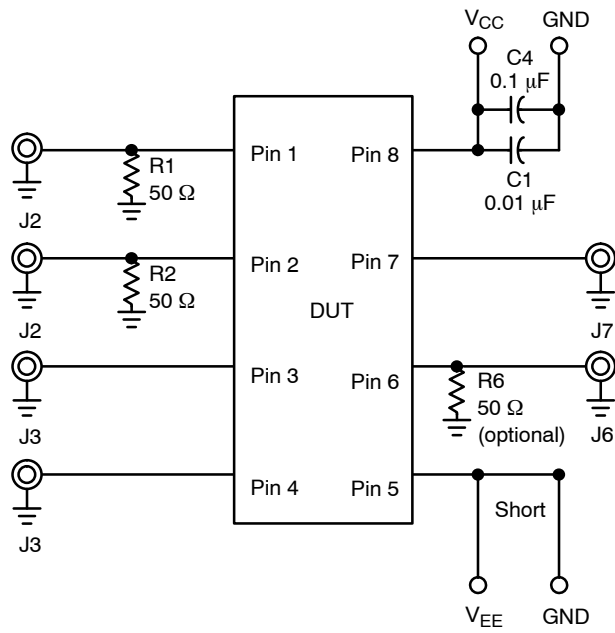 V_CC GND
C4
0.1 μF
C1
0.01 μF
Pin 1
Pin 8
R1
50 Ω
J2
Pin 2
Pin 7
R2
50 Ω
DUT
J2
J7
Pin 3
Pin 6
R6
50 Ω
(optional)
J3
J6
Pin 4
Pin 5
Short
J3
V_EE GND